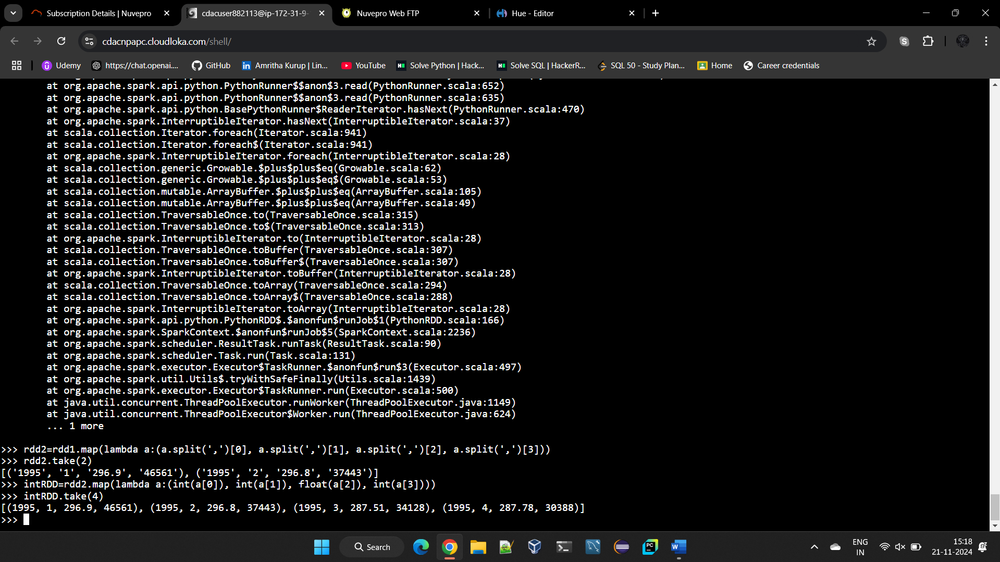 Subscription Details | Nuvepro
cdacuser882113@ip-172-31-9-
Nuvepro Web FTP
Hue - Editor
cdacnpapc.cloudloka.com/shell/
Udemy
https://chat.openai....
GitHub
Amritha Kurup | Lin...
YouTube
Solve Python | Hack...
Solve SQL | HackerR...
SQL 50 - Study Plan...
Home
Career credentials
at org.apache.spark.api.python.PythonRunner$$anon$3.read(PythonRunner.scala:652)
at org.apache.spark.api.python.PythonRunner$$anon$3.read(PythonRunner.scala:635)
at org.apache.spark.api.python.BasePythonRunner$ReaderIterator.hasNext(PythonRunner.scala:470)
at org.apache.spark.InterruptibleIterator.hasNext(InterruptibleIterator.scala:37)
at scala.collection.Iterator.foreach(Iterator.scala:941)
at scala.collection.Iterator.foreach$(Iterator.scala:941)
at org.apache.spark.InterruptibleIterator.foreach(InterruptibleIterator.scala:28)
at scala.collection.generic.Growable.$plus$plus$eq(Growable.scala:62)
at scala.collection.generic.Growable.$plus$plus$eq$(Growable.scala:53)
at scala.collection.mutable.ArrayBuffer.$plus$plus$eq(ArrayBuffer.scala:105)
at scala.collection.mutable.ArrayBuffer.$plus$plus$eq(ArrayBuffer.scala:49)
at scala.collection.TraversableOnce.to(TraversableOnce.scala:315)
at scala.collection.TraversableOnce.to$(TraversableOnce.scala:313)
at org.apache.spark.InterruptibleIterator.to(InterruptibleIterator.scala:28)
at scala.collection.TraversableOnce.toBuffer(TraversableOnce.scala:307)
at scala.collection.TraversableOnce.toBuffer$(TraversableOnce.scala:307)
at org.apache.spark.InterruptibleIterator.toBuffer(InterruptibleIterator.scala:28)
at scala.collection.TraversableOnce.toArray(TraversableOnce.scala:294)
at scala.collection.TraversableOnce.toArray$(TraversableOnce.scala:288)
at org.apache.spark.InterruptibleIterator.toArray(InterruptibleIterator.scala:28)
at org.apache.spark.api.python.PythonRDD$.$anonfun$runJob$1(PythonRDD.scala:166)
at org.apache.spark.SparkContext.$anonfun$runJob$5(SparkContext.scala:2236)
at org.apache.spark.scheduler.ResultTask.runTask(ResultTask.scala:90)
at org.apache.spark.scheduler.Task.run(Task.scala:131)
at org.apache.spark.executor.Executor$TaskRunner.$anonfun$run$3(Executor.scala:497)
at org.apache.spark.util.Utils$.tryWithSafeFinally(Utils.scala:1439)
at org.apache.spark.executor.Executor$TaskRunner.run(Executor.scala:500)
at java.util.concurrent.ThreadPoolExecutor.runWorker(ThreadPoolExecutor.java:1149)
at java.util.concurrent.ThreadPoolExecutor$Worker.run(ThreadPoolExecutor.java:624)
... 1 more
>>> rdd2=rdd1.map(lambda a:(a.split(',')[0], a.split(',')[1], a.split(',')[2], a.split(',')[3]))
>>> rdd2.take(2)
[('1995', '1', '296.9', '46561'), ('1995', '2', '296.8', '37443')]
>>> intRDD=rdd2.map(lambda a:(int(a[0]), int(a[1]), float(a[2]), int(a[3])))
>>> intRDD.take(4)
[(1995, 1, 296.9, 46561), (1995, 2, 296.8, 37443), (1995, 3, 287.51, 34128), (1995, 4, 287.78, 30388)]
>>>
Search
ENG
IN
15:18
21-11-2024